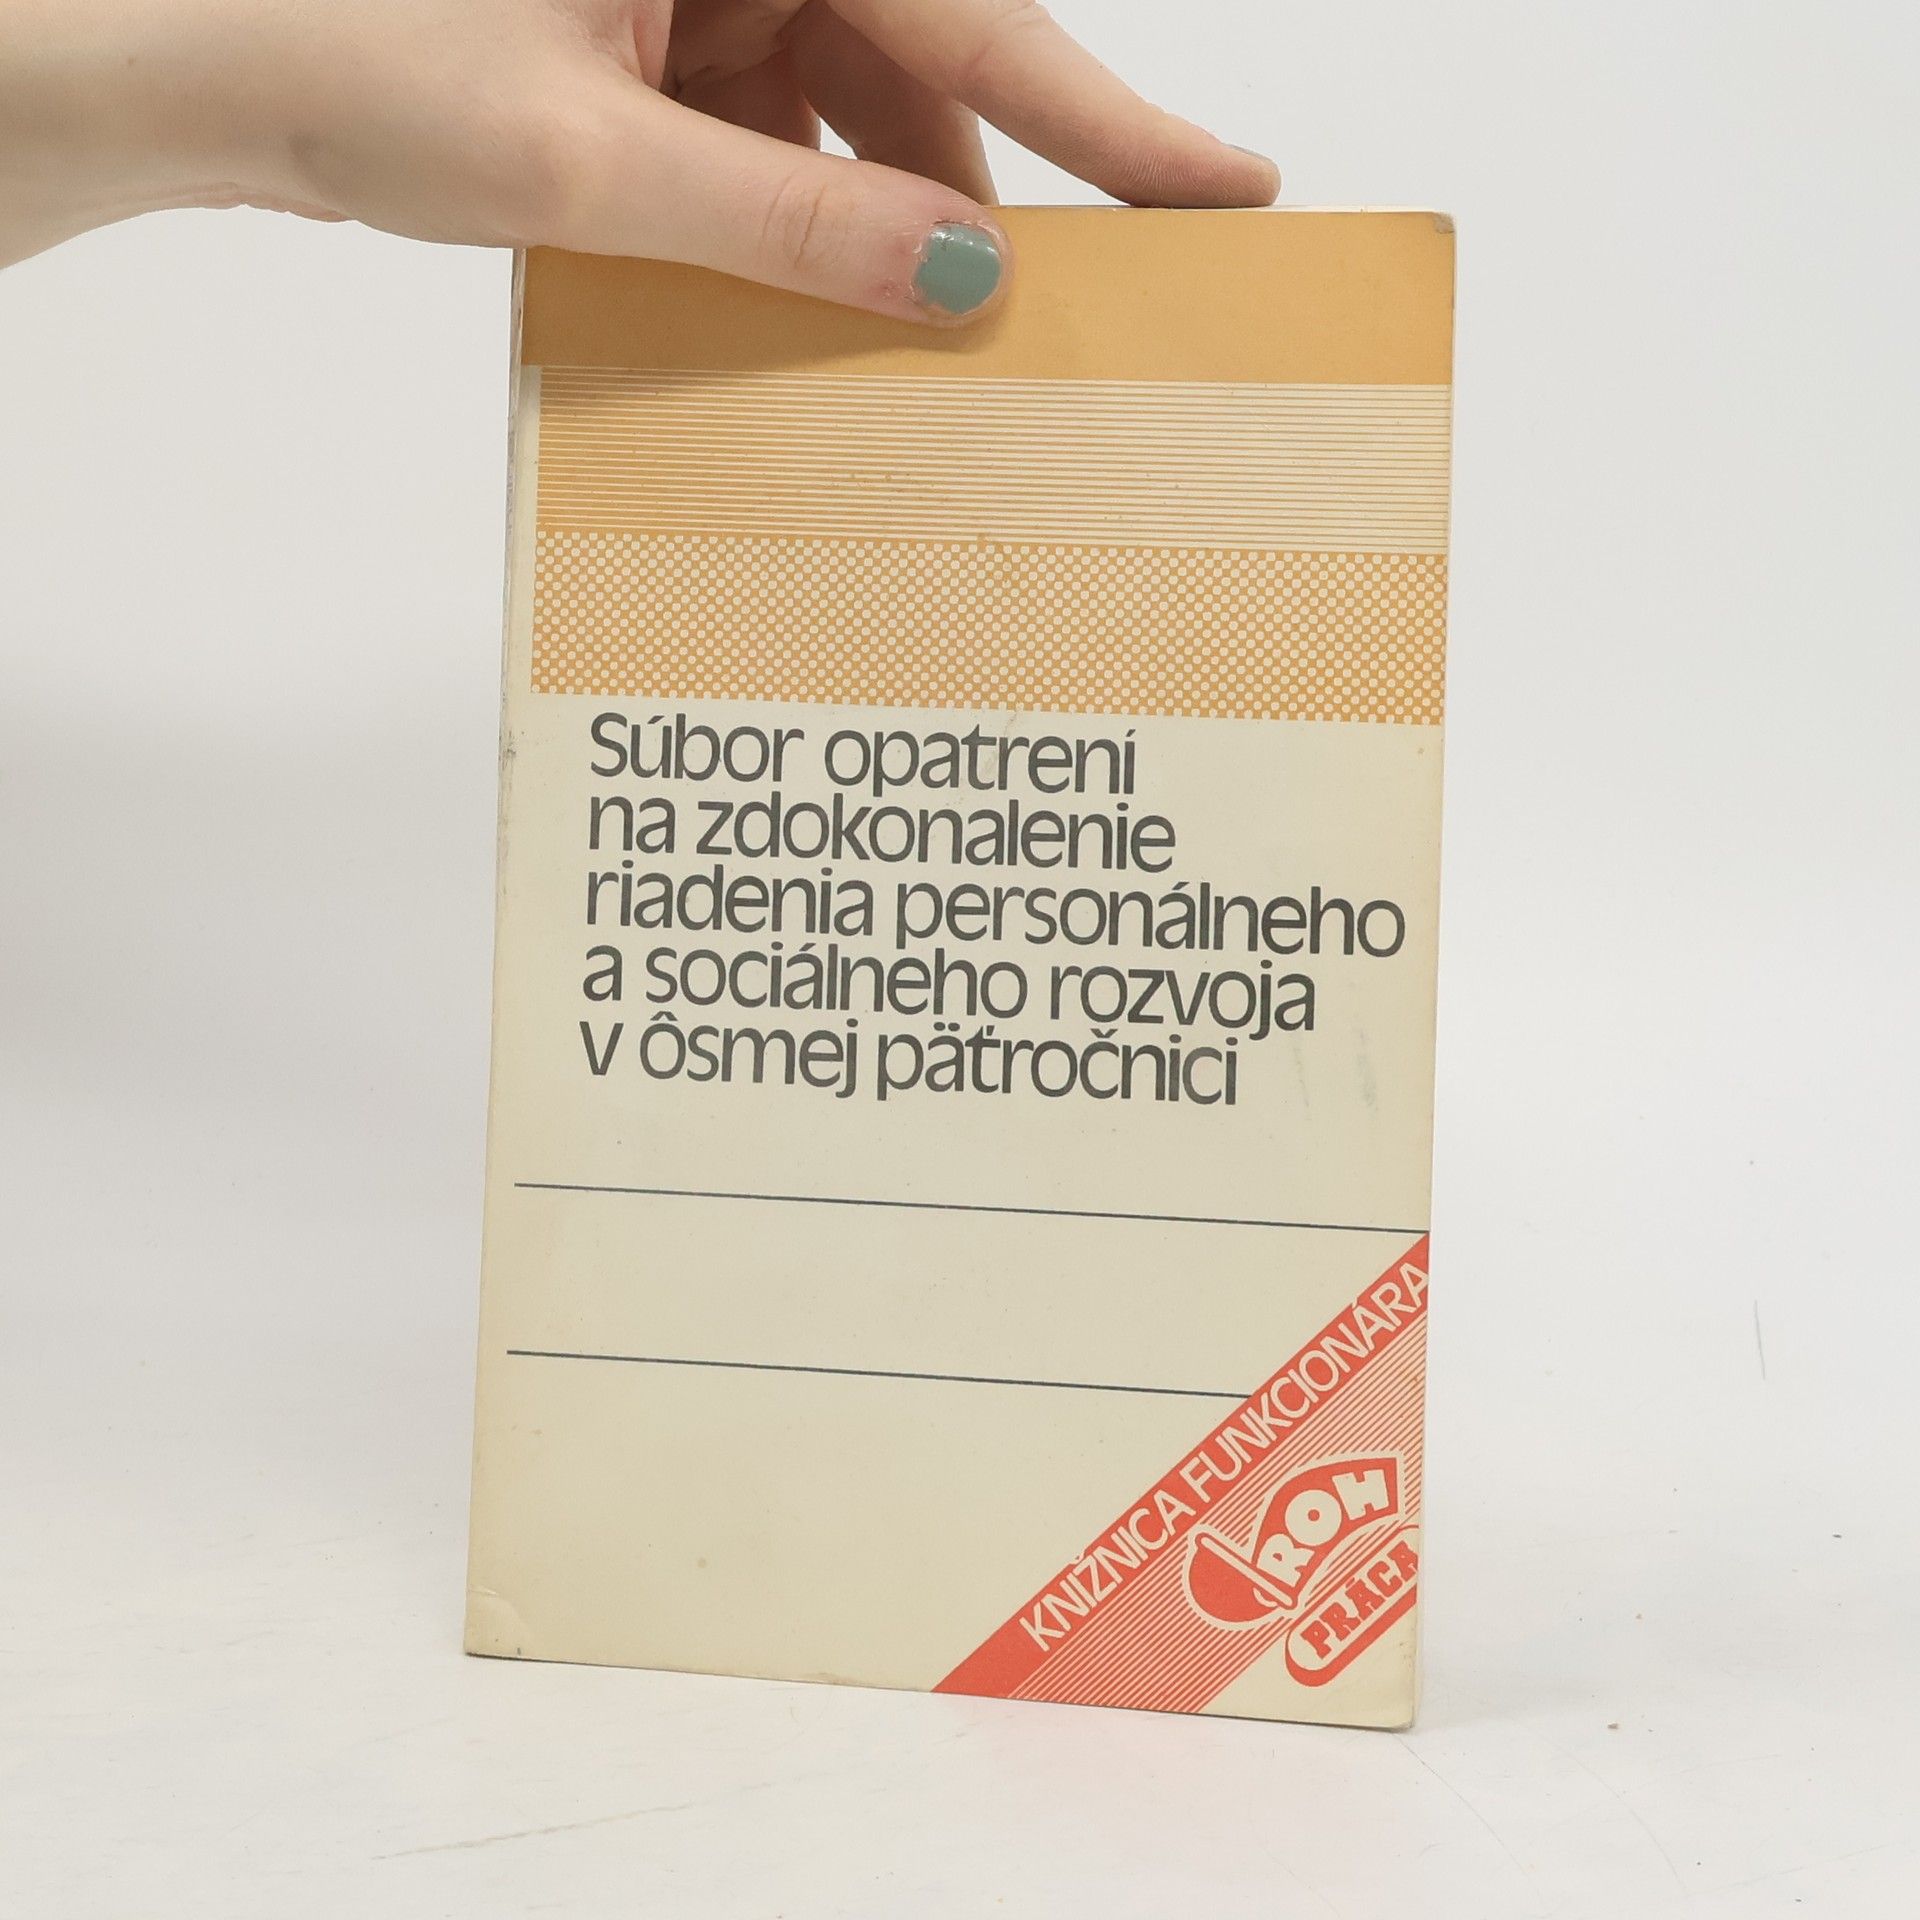 Súbor opatrení
na zdokonalenie
riadenia personálneho
a sociálneho rozvoja
v ôsmej päťročnici
KNIŽNICA FUNKCIONÁRA
ROH
PRÁCA